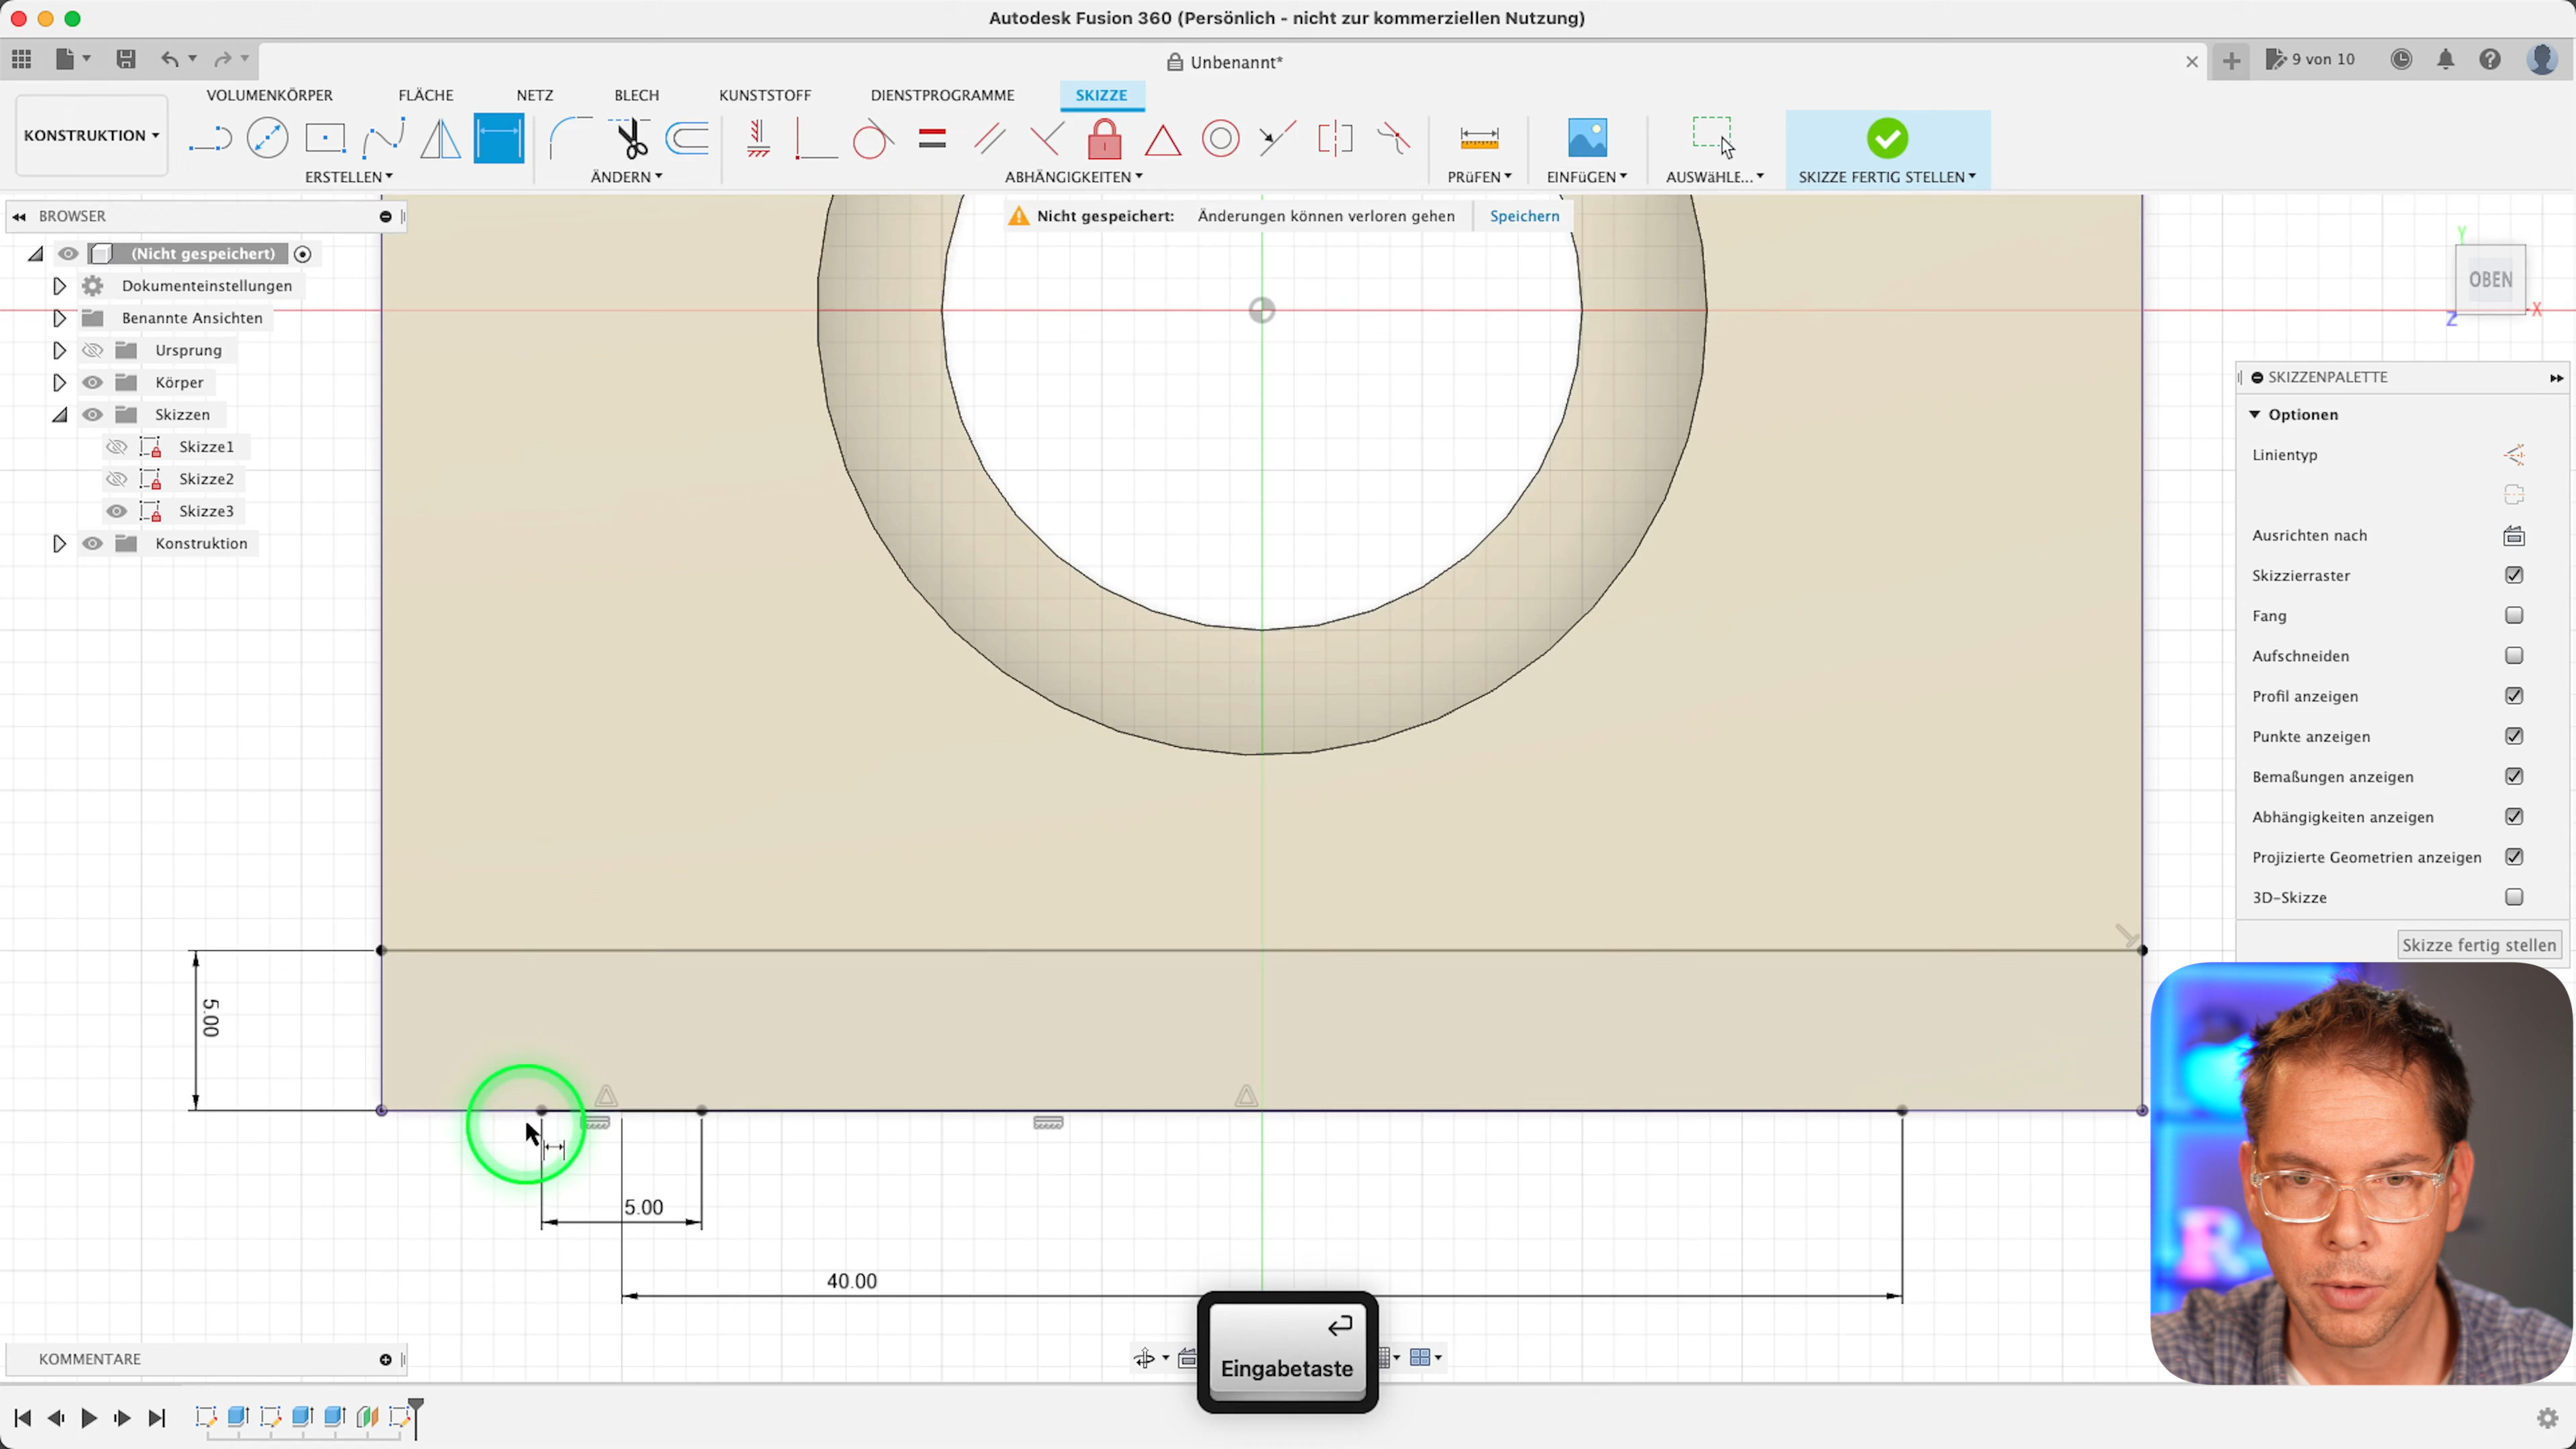 Autodesk Fusion 360 (Persönlich - nicht zur kommerziellen Nutzung)
Unbenannt*
9 von 10
VOLUMENKÖRPER
FLÄCHE
NETZ
BLECH
KUNSTSTOFF
DIENSTPROGRAMME
SKIZZE
KONSTRUKTION
ERSTELLEN
ÄNDERN
ABHÄNGIGKEITEN
PRüFEN
EINFüGEN
AUSWäHLE...
SKIZZE FERTIG STELLEN
BROWSER
Nicht gespeichert: Änderungen können verloren gehen Speichern
(Nicht gespeichert)
Dokumenteinstellungen
Benannte Ansichten
Ursprung
Körper
Skizzen
Skizze1
Skizze2
Skizze3
Konstruktion
Y
OBEN
X
Z
SKIZZENPALETTE
Optionen
Linientyp
Ausrichten nach
Skizzierraster
Fang
Aufschneiden
Profil anzeigen
Punkte anzeigen
Bemaßungen anzeigen
Abhängigkeiten anzeigen
Projizierte Geometrien anzeigen
3D-Skizze
Skizze fertig stellen
5.00
5.00
40.00
Eingabetaste
KOMMENTARE